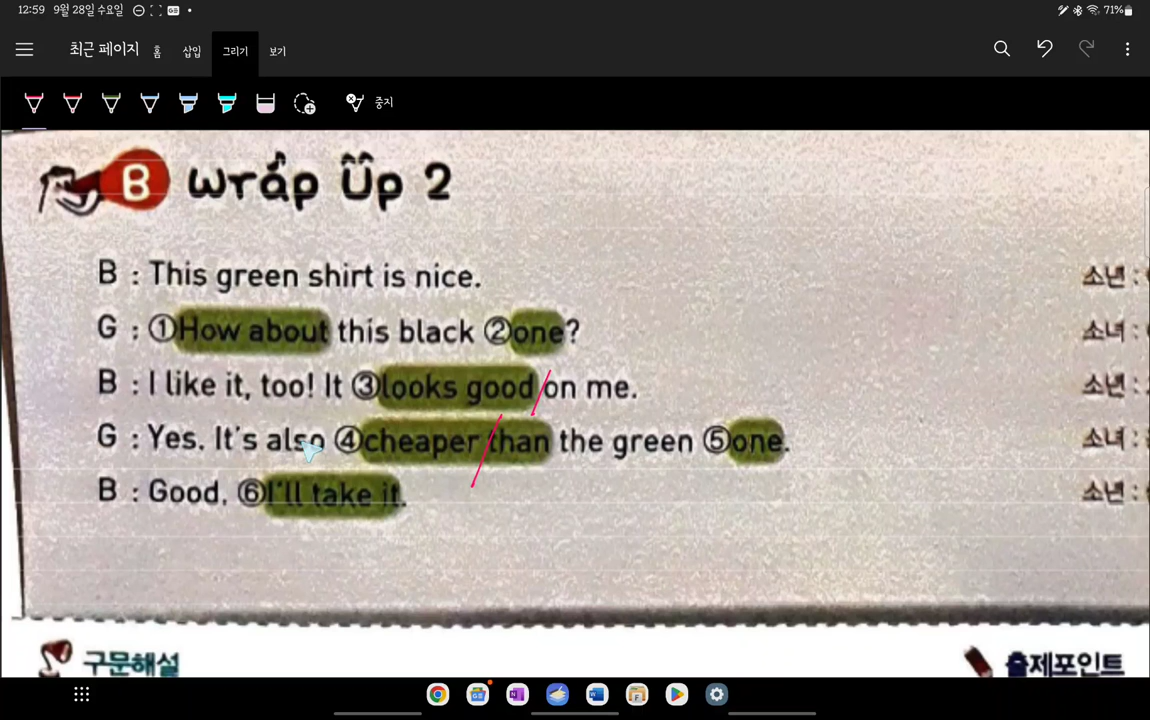 12:59 9월 28일 수요일
71%
최근 페이지 홈 삽입 그리기 보기
중지
B Wrap Up 2
B : This green shirt is nice.
소년 :
G : ①How about this black ②one?
소녀 :
B : I like it, too! It ③looks good on me.
소년 :
G : Yes. It's also ④cheaper than the green ⑤one.
소녀 :
B : Good, ⑥I'll take it.
소년 :
구문해설
출제포인트